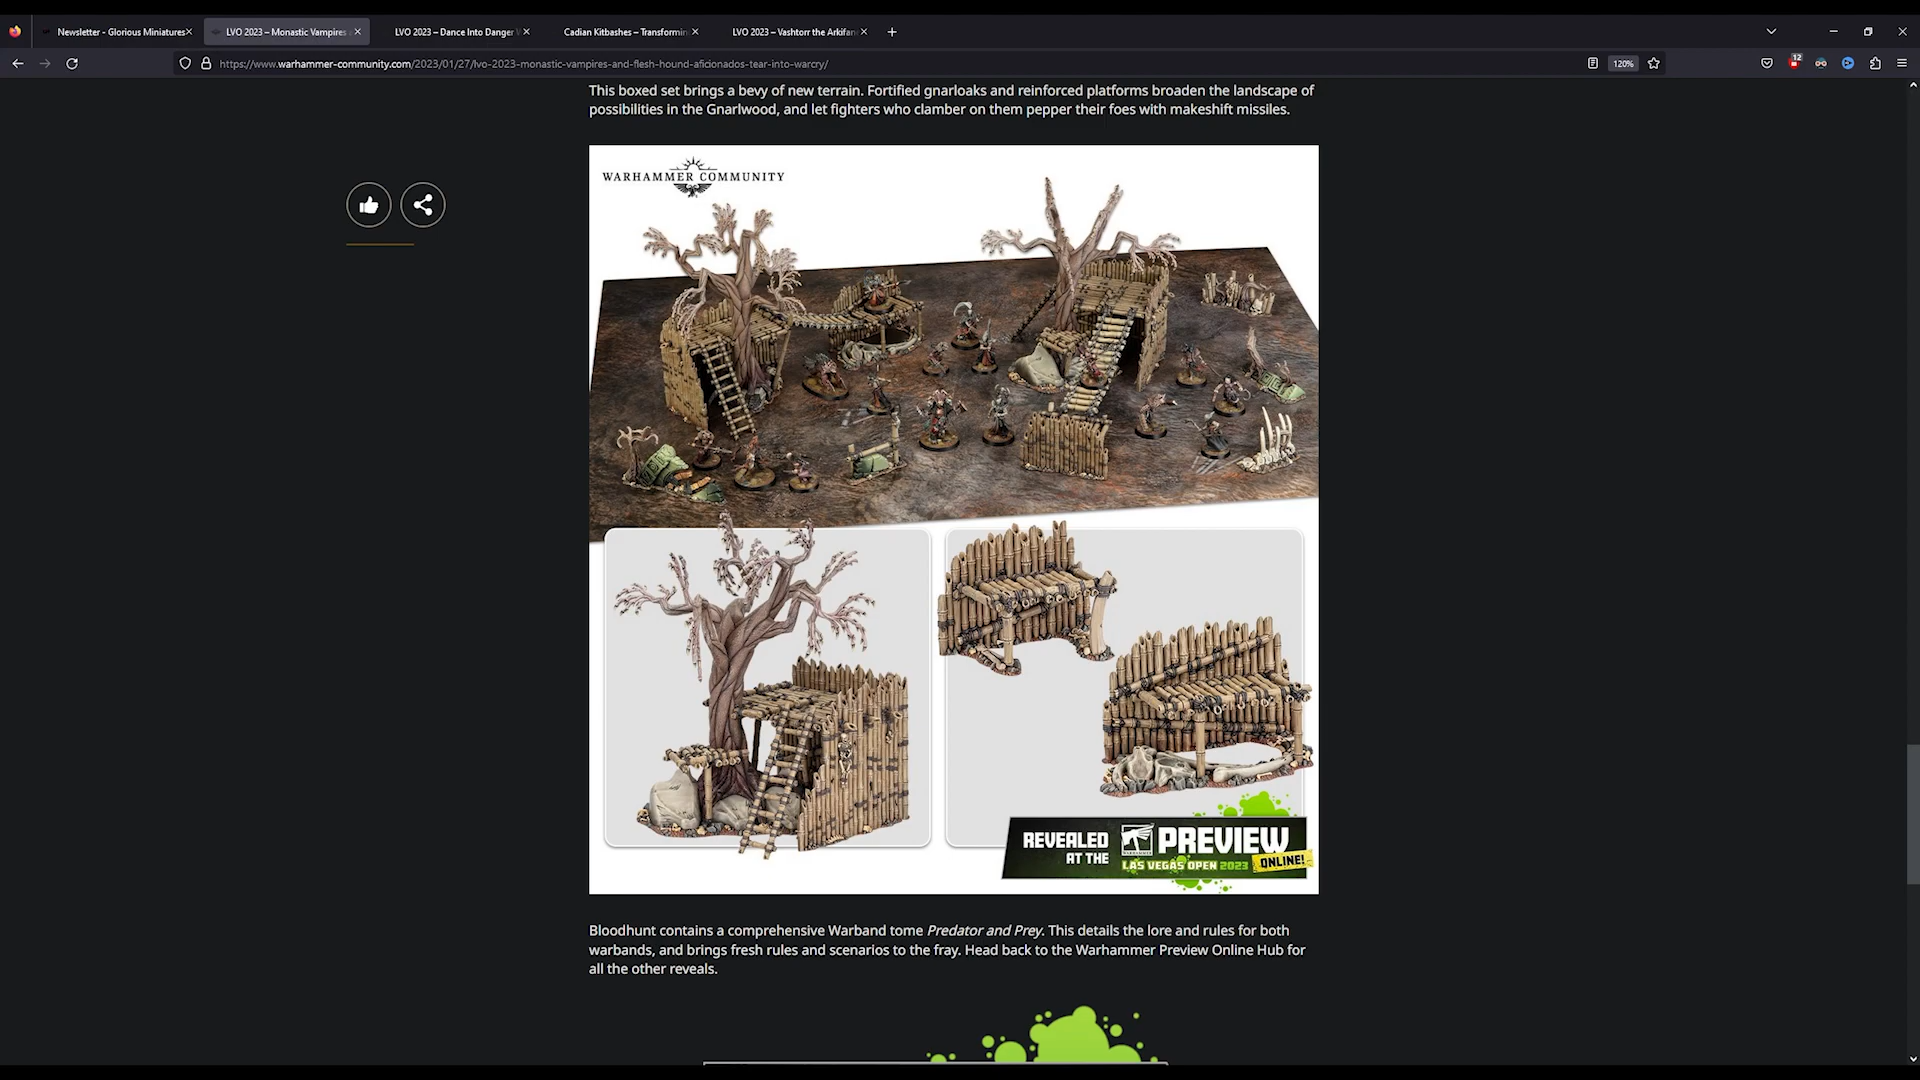 Newsletter - Glorious Miniatures
LVO 2023 – Monastic Vampires
LVO 2023 – Dance Into Danger
Cadian Kitbashes – Transformin
LVO 2023 – Vashtorr the Arkifan
https://www.warhammer-community.com/2023/01/27/lvo-2023-monastic-vampires-and-flesh-hound-aficionados-tear-into-warcry/
120%
12
This boxed set brings a bevy of new terrain. Fortified gnarloaks and reinforced platforms broaden the landscape of
possibilities in the Gnarlwood, and let fighters who clamber on them pepper their foes with makeshift missiles.
WARHAMMER COMMUNITY
REVEALED
AT THE
PREVIEW
LAS VEGAS OPEN 2023
ONLINE!
Bloodhunt contains a comprehensive Warband tome Predator and Prey. This details the lore and rules for both
warbands, and brings fresh rules and scenarios to the fray. Head back to the Warhammer Preview Online Hub for
all the other reveals.